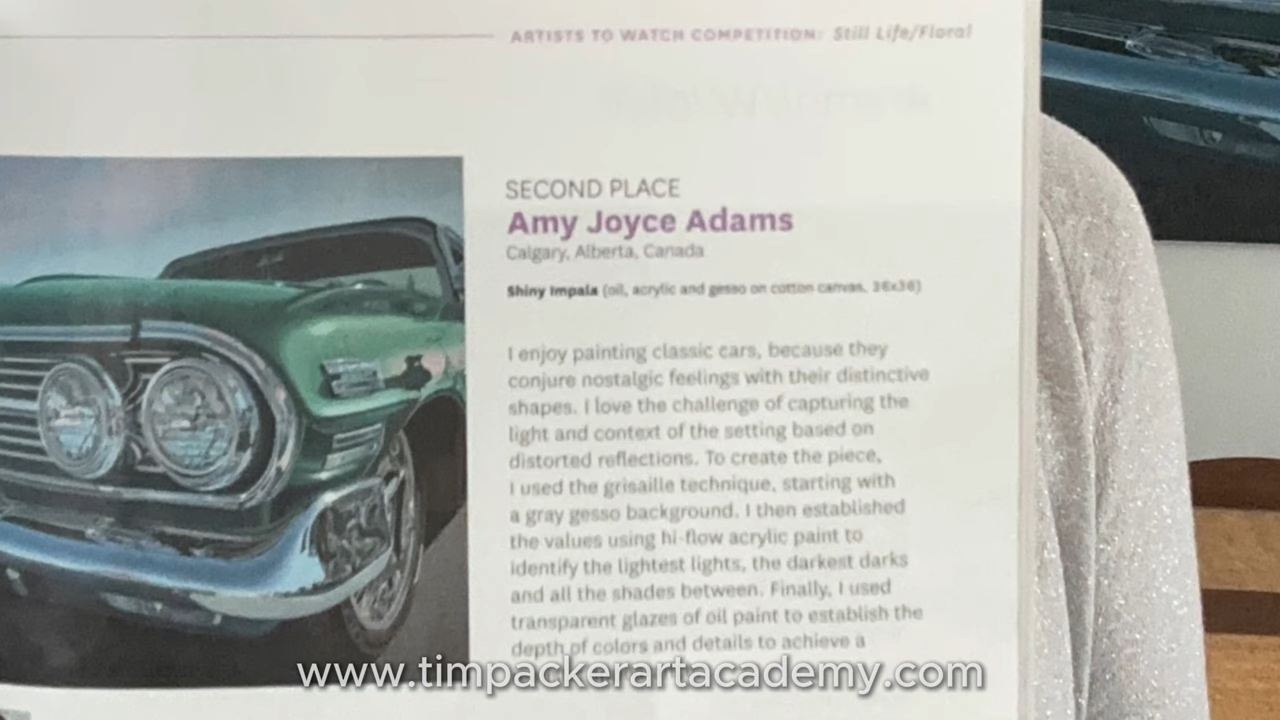 ARTISTS TO WATCH COMPETITION: Still Life/Floral
SECOND PLACE
Amy Joyce Adams
Calgary, Alberta, Canada
Shiny Impala (oil, acrylic and gesso on cotton canvas, 36x36)
I enjoy painting classic cars, because they
conjure nostalgic feelings with their distinctive
shapes. I love the challenge of capturing the
light and context of the setting based on
distorted reflections. To create the piece,
I used the grisaille technique, starting with
a gray gesso background. I then established
the values using hi-flow acrylic paint to
identify the lightest lights, the darkest darks
and all the shades between. Finally, I used
transparent glazes of oil paint to establish the
depth of colors and details to achieve a
www.timpackerartacademy.com